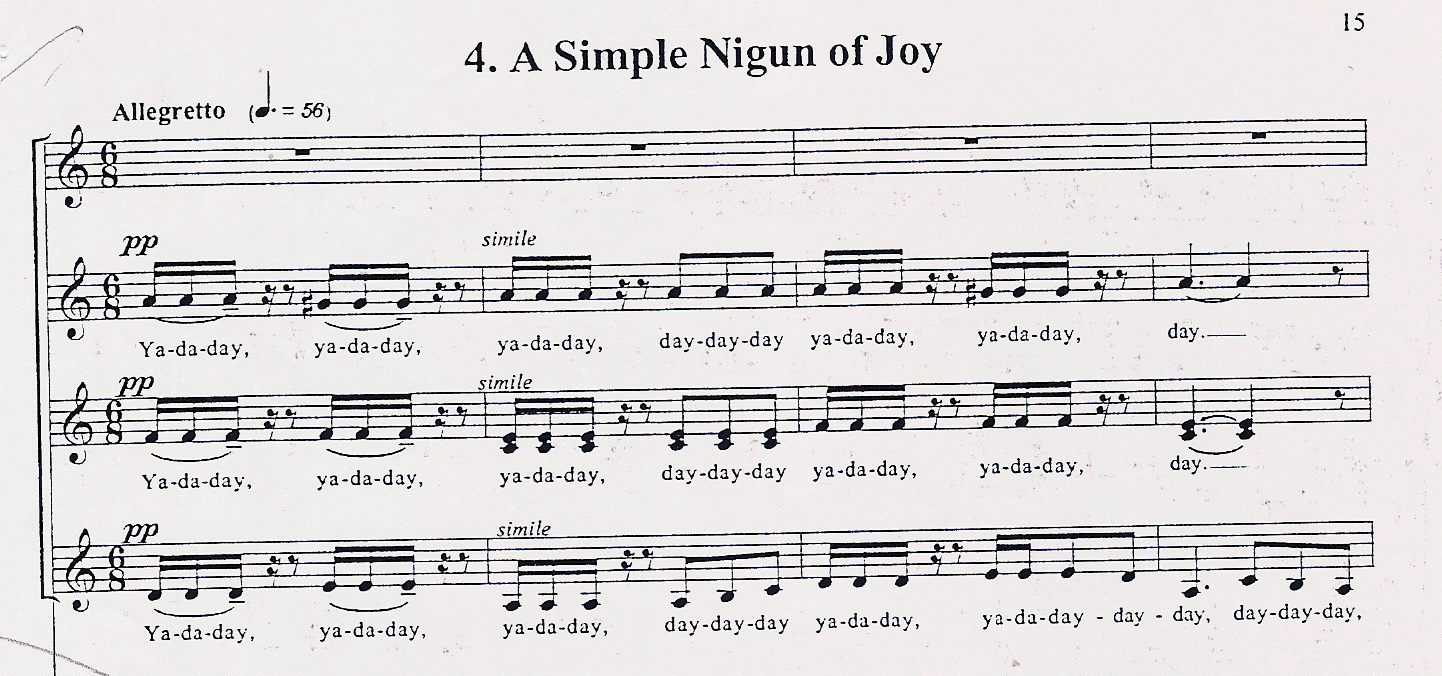 15
4. A Simple Nigun of Joy
Allegretto (♩. = 56)
pp simile
Ya-da-day, ya-da-day, ya-da-day, day-day-day ya-da-day, ya-da-day, day.
pp simile
Ya-da-day, ya-da-day, ya-da-day, day-day-day ya-da-day, ya-da-day, day.
pp simile
Ya-da-day, ya-da-day, ya-da-day, day-day-day ya-da-day, ya-da-day - day - day, day-day-day,